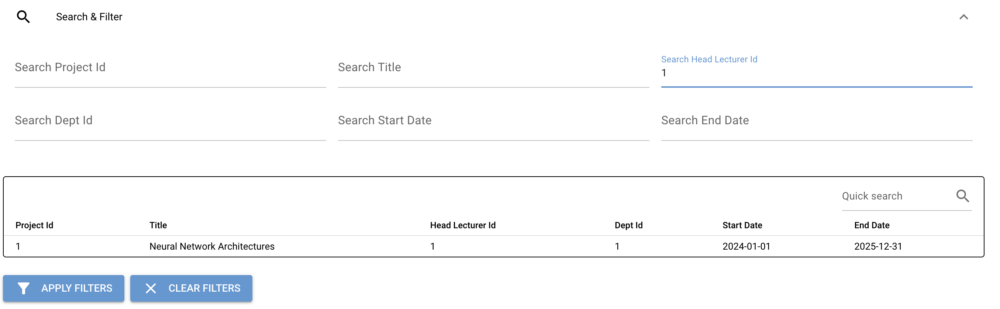 Search & Filter
Search Project Id
Search Title
Search Head Lecturer Id
1
Search Dept Id
Search Start Date
Search End Date
Quick search
Project Id Title Head Lecturer Id Dept Id Start Date End Date
1 Neural Network Architectures 1 1 2024-01-01 2025-12-31
APPLY FILTERS CLEAR FILTERS